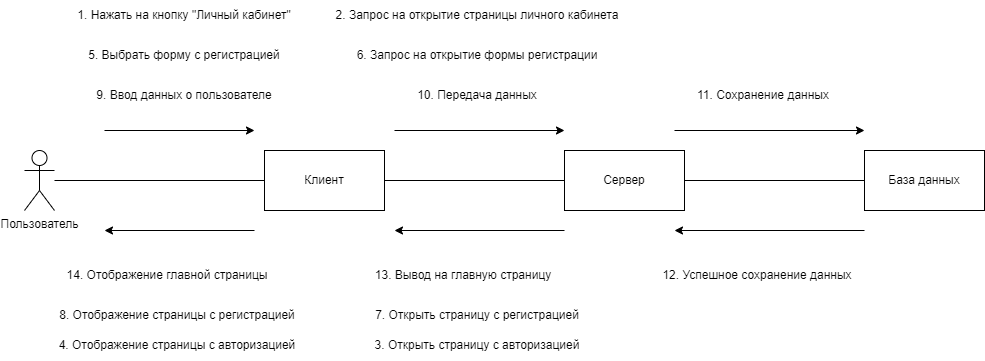 1. Нажать на кнопку "Личный кабинет"
2. Запрос на открытие страницы личного кабинета
5. Выбрать форму с регистрацией
6. Запрос на открытие формы регистрации
9. Ввод данных о пользователе
10. Передача данных
11. Сохранение данных
Клиент
Сервер
База данных
Пользователь
14. Отображение главной страницы
13. Вывод на главную страницу
12. Успешное сохранение данных
8. Отображение страницы с регистрацией
7. Открыть страницу с регистрацией
4. Отображение страницы с авторизацией
3. Открыть страницу с авторизацией